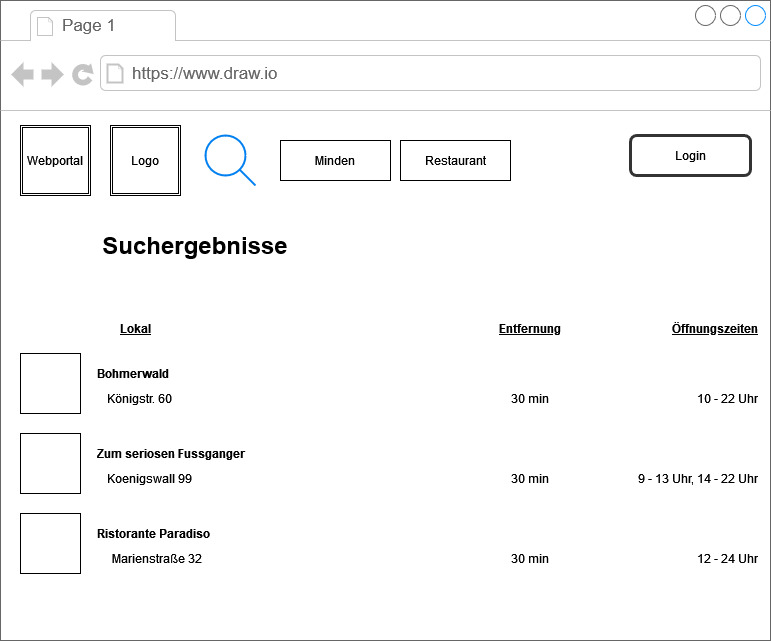 Page 1
https://www.draw.io
Webportal
Logo
Minden
Restaurant
Login
Suchergebnisse
Lokal Entfernung Öffnungszeiten
Bohmerwald
Königstr. 60 30 min 10 - 22 Uhr
Zum seriosen Fussganger
Koenigswall 99 30 min 9 - 13 Uhr, 14 - 22 Uhr
Ristorante Paradiso
Marienstraße 32 30 min 12 - 24 Uhr